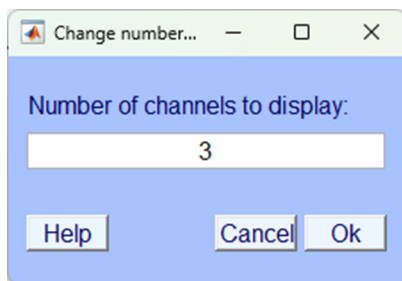 Change number...
Number of channels to display:
3
Help
Cancel
Ok